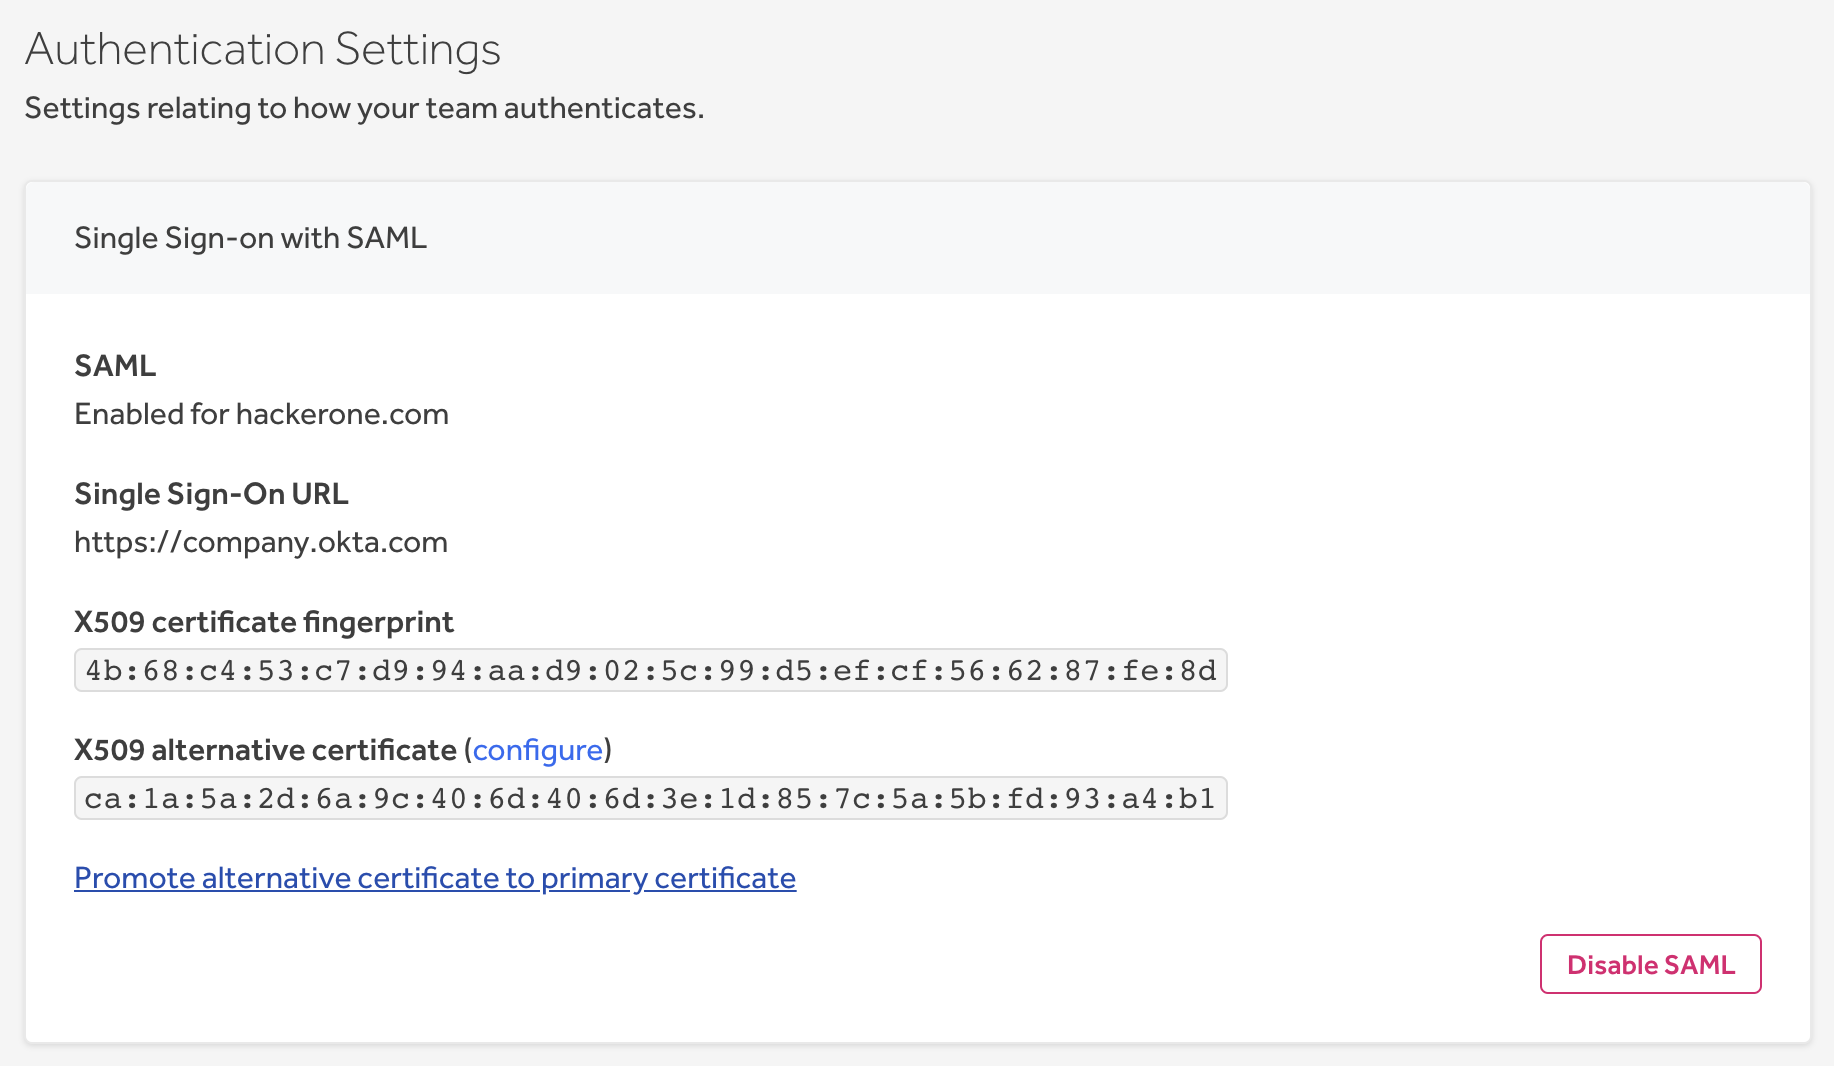 Authentication Settings
Settings relating to how your team authenticates.
Single Sign-on with SAML
SAML
Enabled for hackerone.com
Single Sign-On URL
https://company.okta.com
X509 certificate fingerprint
4b:68:c4:53:c7:d9:94:aa:d9:02:5c:99:d5:ef:cf:56:62:87:fe:8d
X509 alternative certificate (configure)
ca:1a:5a:2d:6a:9c:40:6d:40:6d:3e:1d:85:7c:5a:5b:fd:93:a4:b1
Promote alternative certificate to primary certificate
Disable SAML